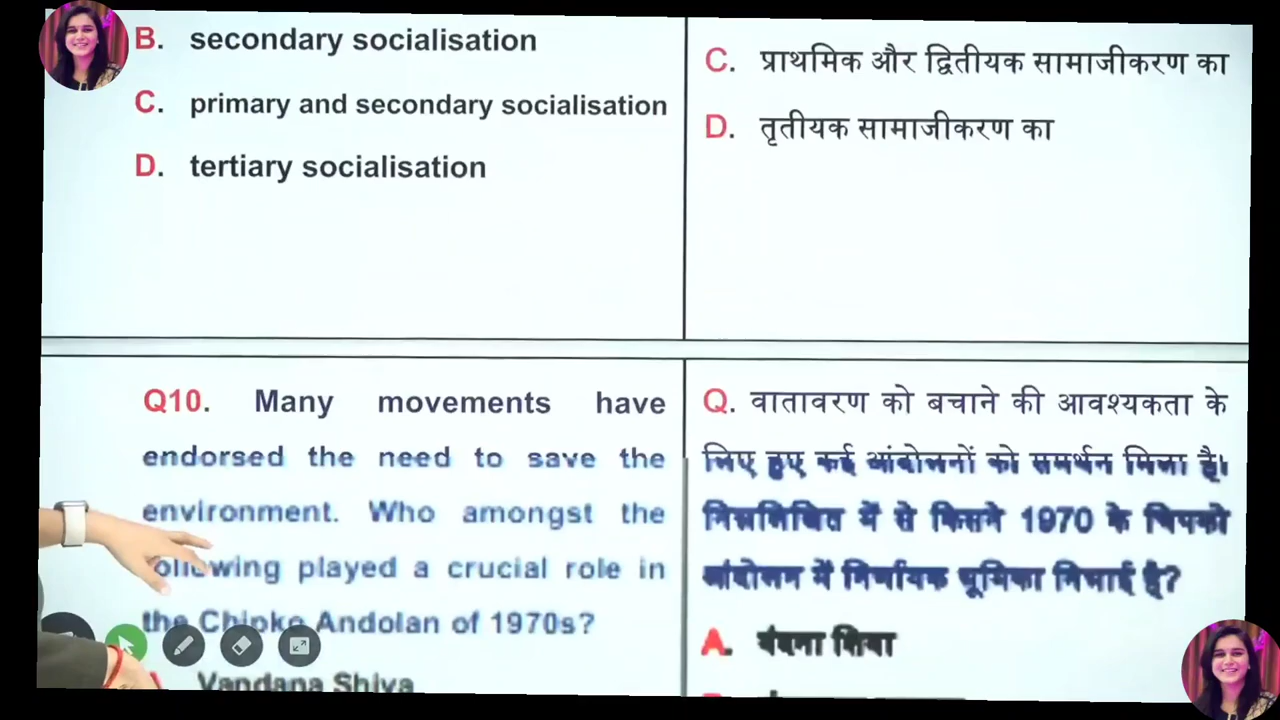 B. secondary socialisation
C. primary and secondary socialisation
D. tertiary socialisation
C. प्राथमिक और द्वितीयक सामाजीकरण का
D. तृतीयक सामाजीकरण का
Q10. Many movements have
endorsed the need to save the
environment. Who amongst the
following played a crucial role in
the Chipko Andolan of 1970s?
Vandana Shiva
Q. वातावरण को बचाने की आवश्यकता के
लिए हुए कई आंदोलनों को समर्थन मिला है।
निम्नलिखित में से किसने 1970 के चिपको
आंदोलन में निर्णायक भूमिका निभाई है?
A. वंदना शिवा